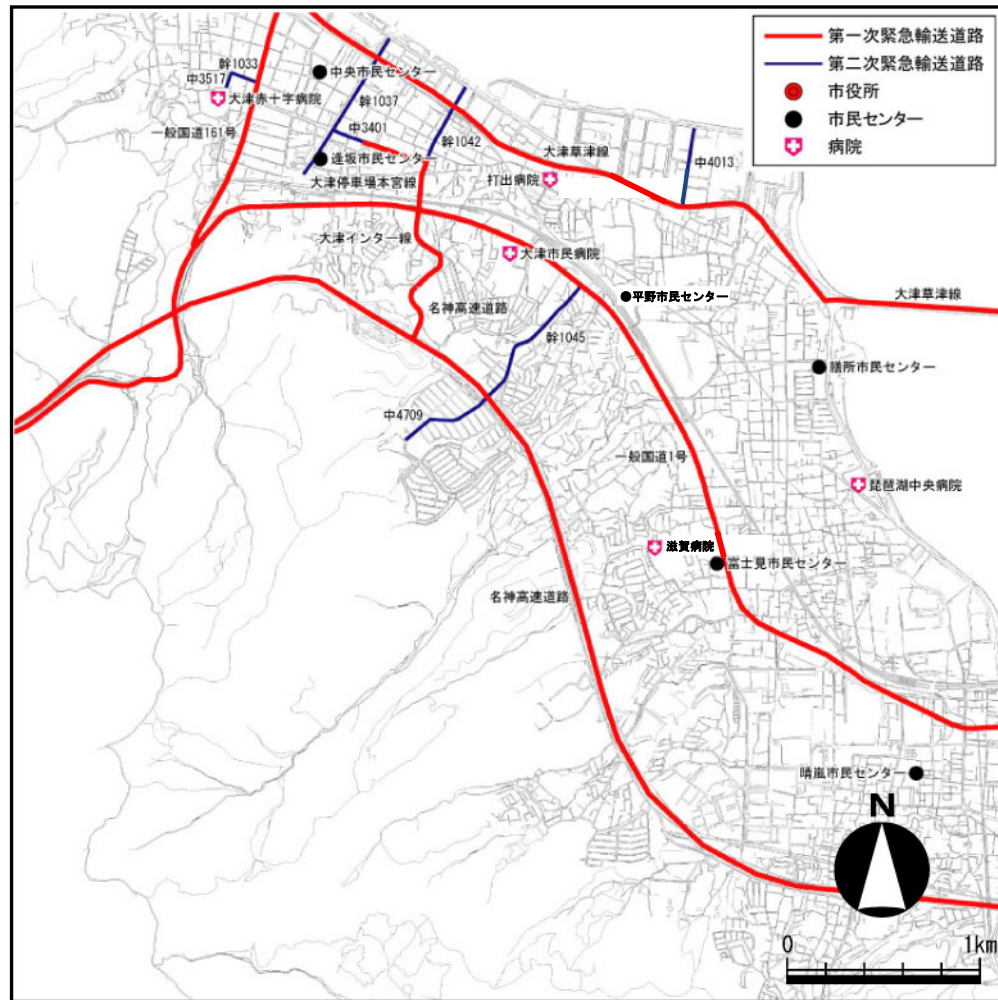 第一次緊急輸送道路
第二次緊急輸送道路
市役所
市民センター
病院
幹1033
中3517
中央市民センター
大津赤十字病院
幹1037
一般国道161号
中3401
幹1042
大津草津線
中4013
逢坂市民センター
打出病院
大津停車場本宮線
大津インター線
大津市民病院
平野市民センター
大津草津線
名神高速道路
幹1045
膳所市民センター
中4709
一般国道1号
琵琶湖中央病院
滋賀病院
富士見市民センター
名神高速道路
晴嵐市民センター
N
0 1km